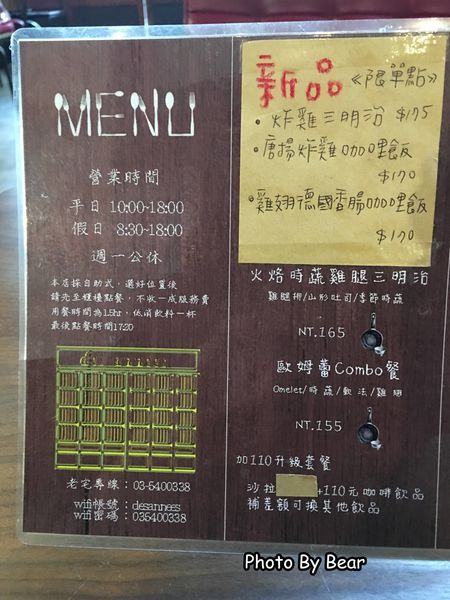 MENU
營業時間
平日 10:00~18:00
假日 8:30~18:00
週一公休
本店採自助式，選好位置後
請先至櫃檯點餐，不收一成服務費
用餐時間為1.5hr，低消飲料一杯
最後點餐時間17:20
老宅專線：03-5400338
wifi帳號：desannees
wifi密碼：035400338
新品《限單點》
・炸雞三明治 $175
・唐揚炸雞咖哩飯
$170
・雞翅德國香腸咖哩飯
$170
火烙時蔬雞腿三明治
雞腿排/山形吐司/季節時蔬
NT.165
歐姆蕾Combo餐
Omelet/時蔬/軟法/雞翅
NT.155
加110升級套餐
沙拉 +110元咖啡飲品
補差額可換其他飲品
Photo By Bear